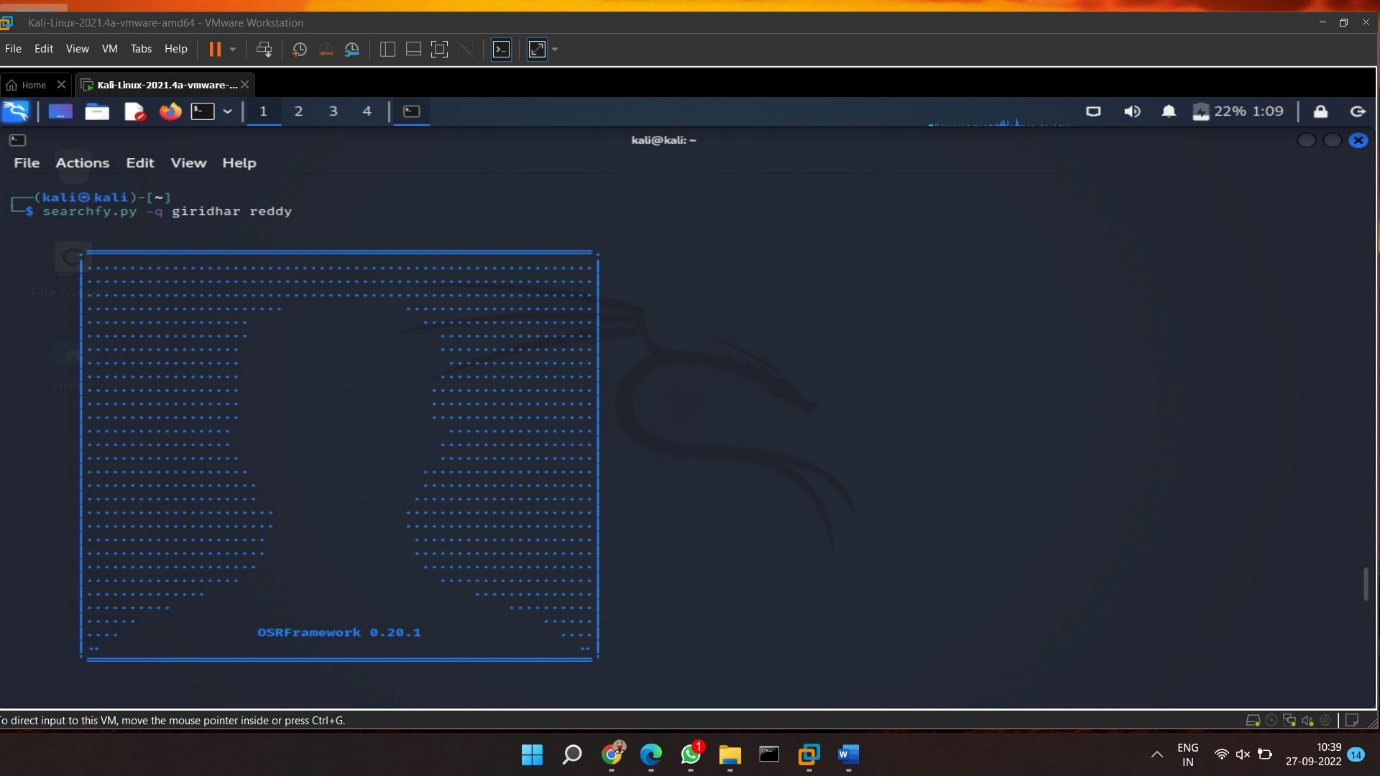 Kali-Linux-2021.4a-vmware-amd64 - VMware Workstation
File Edit View VM Tabs Help
Home Kali-Linux-2021.4a-vmware-...
1 2 3 4 22% 1:09
kali@kali: ~
File Actions Edit View Help
(kali㉿kali)-[~]
$ searchfy.py -q giridhar reddy
OSRFramework 0.20.1
To direct input to this VM, move the mouse pointer inside or press Ctrl+G.
1
ENG 10:39
IN 27-09-2022 14